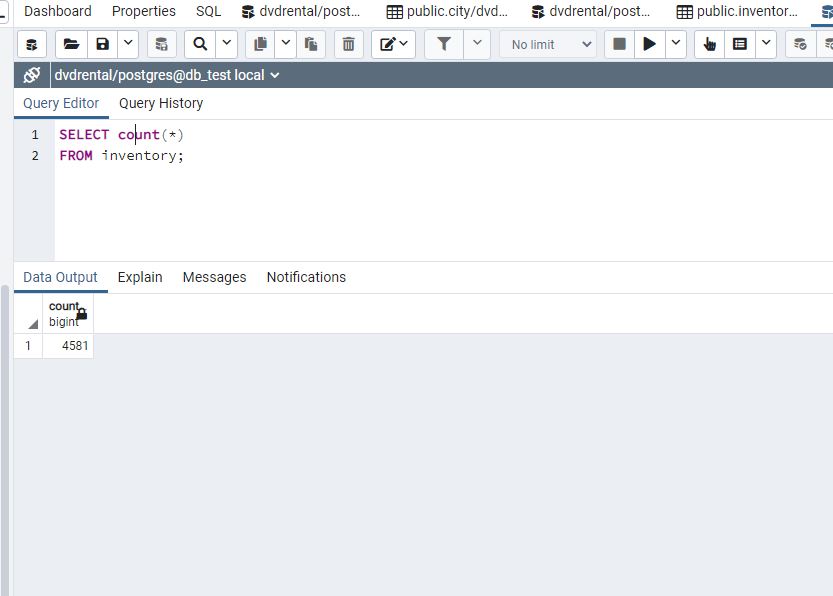 Dashboard Properties SQL dvdrental/post... public.city/dvd... dvdrental/post... public.inventor...
No limit
dvdrental/postgres@db_test local
Query Editor Query History
1 SELECT count(*)
2 FROM inventory;
Data Output Explain Messages Notifications
count
bigint
1 4581